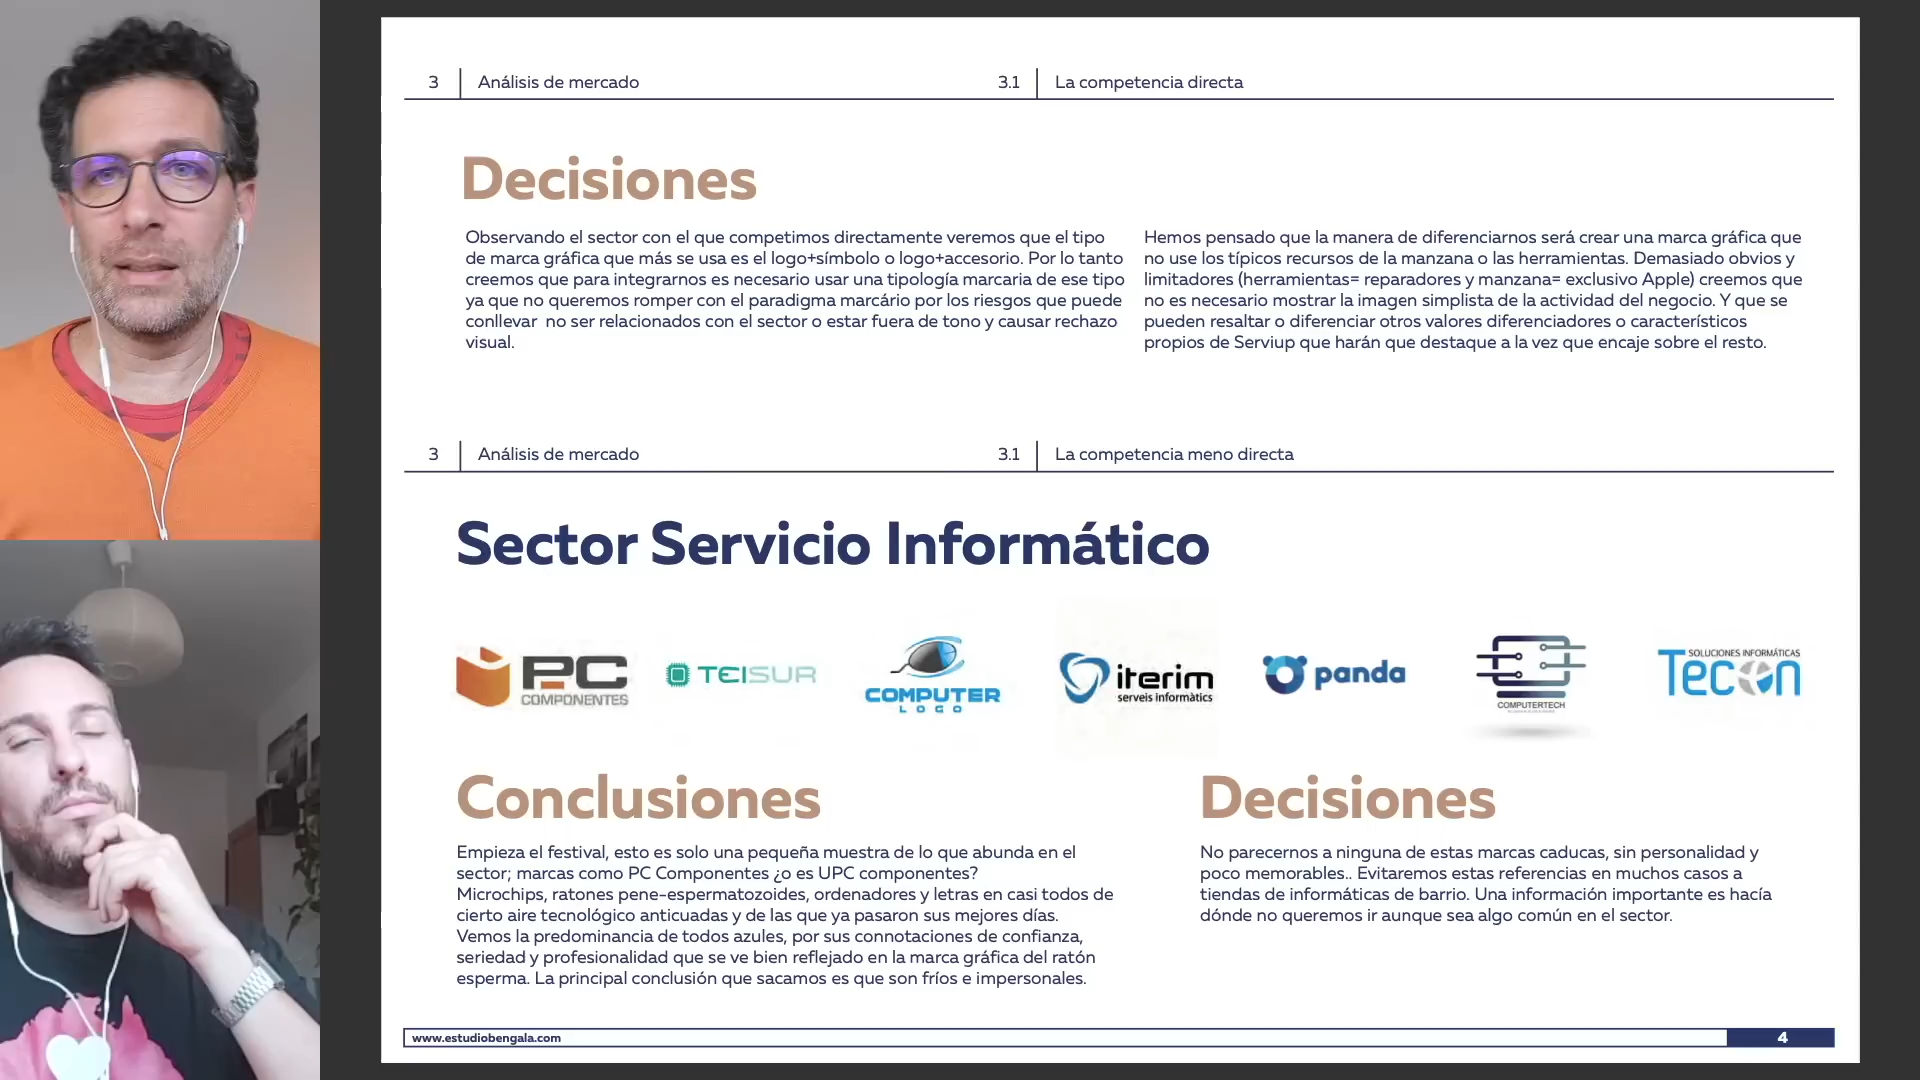 3 Análisis de mercado 3.1 La competencia directa
Decisiones
Observando el sector con el que competimos directamente veremos que el tipo
de marca gráfica que más se usa es el logo+símbolo o logo+accesorio. Por lo tanto
creemos que para integrarnos es necesario usar una tipología marcaria de ese tipo
ya que no queremos romper con el paradigma marcário por los riesgos que puede
conllevar no ser relacionados con el sector o estar fuera de tono y causar rechazo
visual.
Hemos pensado que la manera de diferenciarnos será crear una marca gráfica que
no use los típicos recursos de la manzana o las herramientas. Demasiado obvios y
limitadores (herramientas= reparadores y manzana= exclusivo Apple) creemos que
no es necesario mostrar la imagen simplista de la actividad del negocio. Y que se
pueden resaltar o diferenciar otros valores diferenciadores o característicos
propios de Serviup que harán que destaque a la vez que encaje sobre el resto.
3 Análisis de mercado 3.1 La competencia meno directa
Sector Servicio Informático
PC
COMPONENTES
TEISUR
COMPUTER
LOGO
iterim
serveis informàtics
panda
COMPUTERTECH
SOLUCIONES INFORMÁTICAS
Tecon
Conclusiones
Empieza el festival, esto es solo una pequeña muestra de lo que abunda en el
sector; marcas como PC Componentes ¿o es UPC componentes?
Microchips, ratones pene-espermatozoides, ordenadores y letras en casi todos de
cierto aire tecnológico anticuadas y de las que ya pasaron sus mejores días.
Vemos la predominancia de todos azules, por sus connotaciones de confianza,
seriedad y profesionalidad que se ve bien reflejado en la marca gráfica del ratón
esperma. La principal conclusión que sacamos es que son fríos e impersonales.
Decisiones
No parecernos a ninguna de estas marcas caducas, sin personalidad y
poco memorables.. Evitaremos estas referencias en muchos casos a
tiendas de informáticas de barrio. Una información importante es hacía
dónde no queremos ir aunque sea algo común en el sector.
www.estudiobengala.com 4